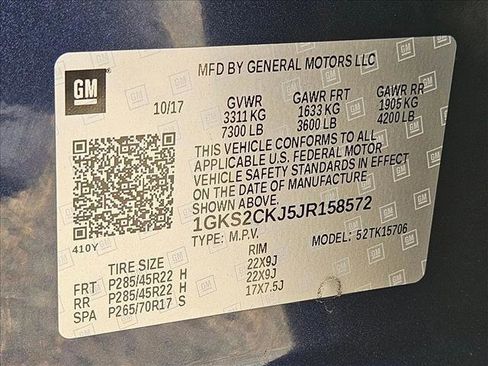 GM
MFD BY GENERAL MOTORS LLC
10/17 GVWR GAWR FRT GAWR RR
3311 KG 1633 KG 1905 KG
7300 LB 3600 LB 4200 LB
THIS VEHICLE CONFORMS TO ALL
APPLICABLE U.S. FEDERAL MOTOR
VEHICLE SAFETY STANDARDS IN EFFECT
ON THE DATE OF MANUFACTURE
SHOWN ABOVE.
1GKS2CKJ5JR158572
410Y
TYPE: M.P.V. MODEL: 52TK15706
TIRE SIZE RIM
FRT P285/45R22 H 22X9J
RR P285/45R22 H 22X9J
SPA P265/70R17 S 17X7.5J